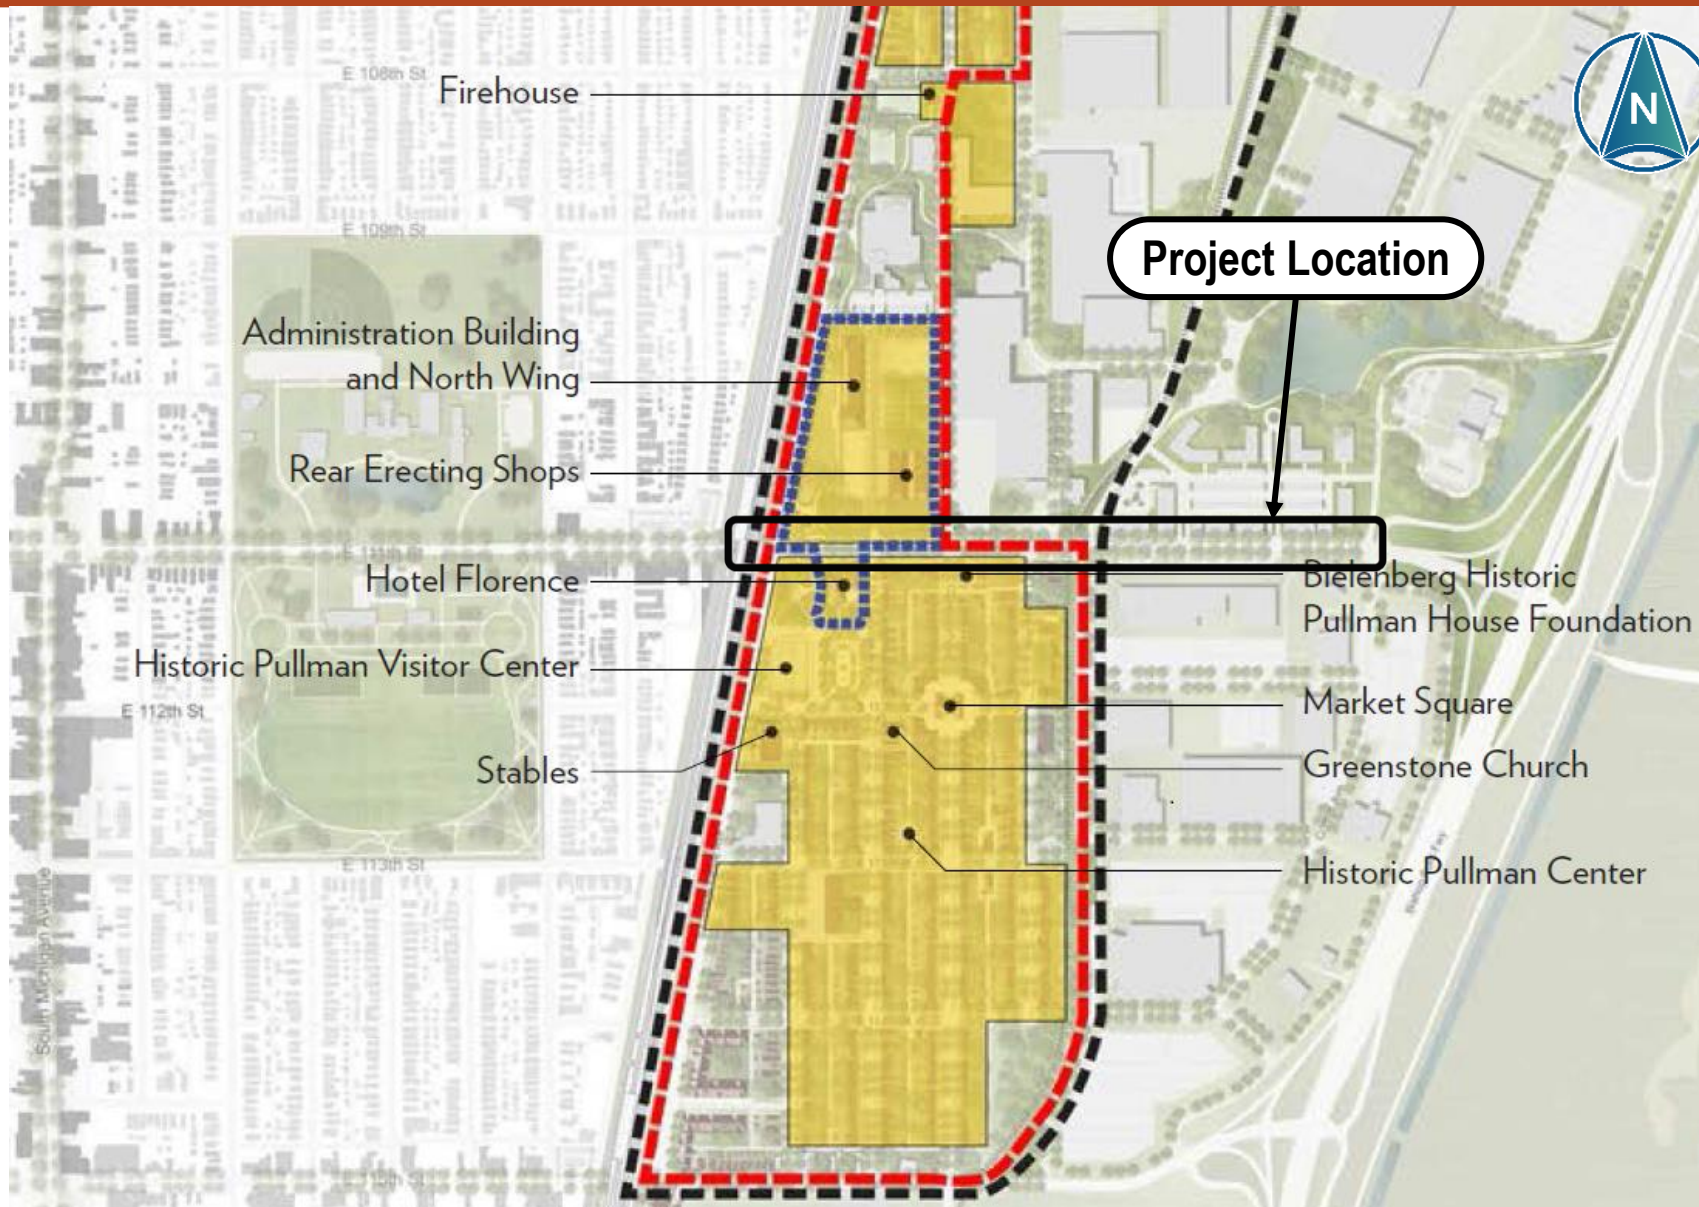 E 108th St
Firehouse
N
E 109th St
Project Location
Administration Building
and North Wing
Rear Erecting Shops
E 111th St
Hotel Florence
Bielenberg Historic
Pullman House Foundation
Historic Pullman Visitor Center
E 112th St
Market Square
Stables
Greenstone Church
E 113th St
Historic Pullman Center
South Michigan Avenue